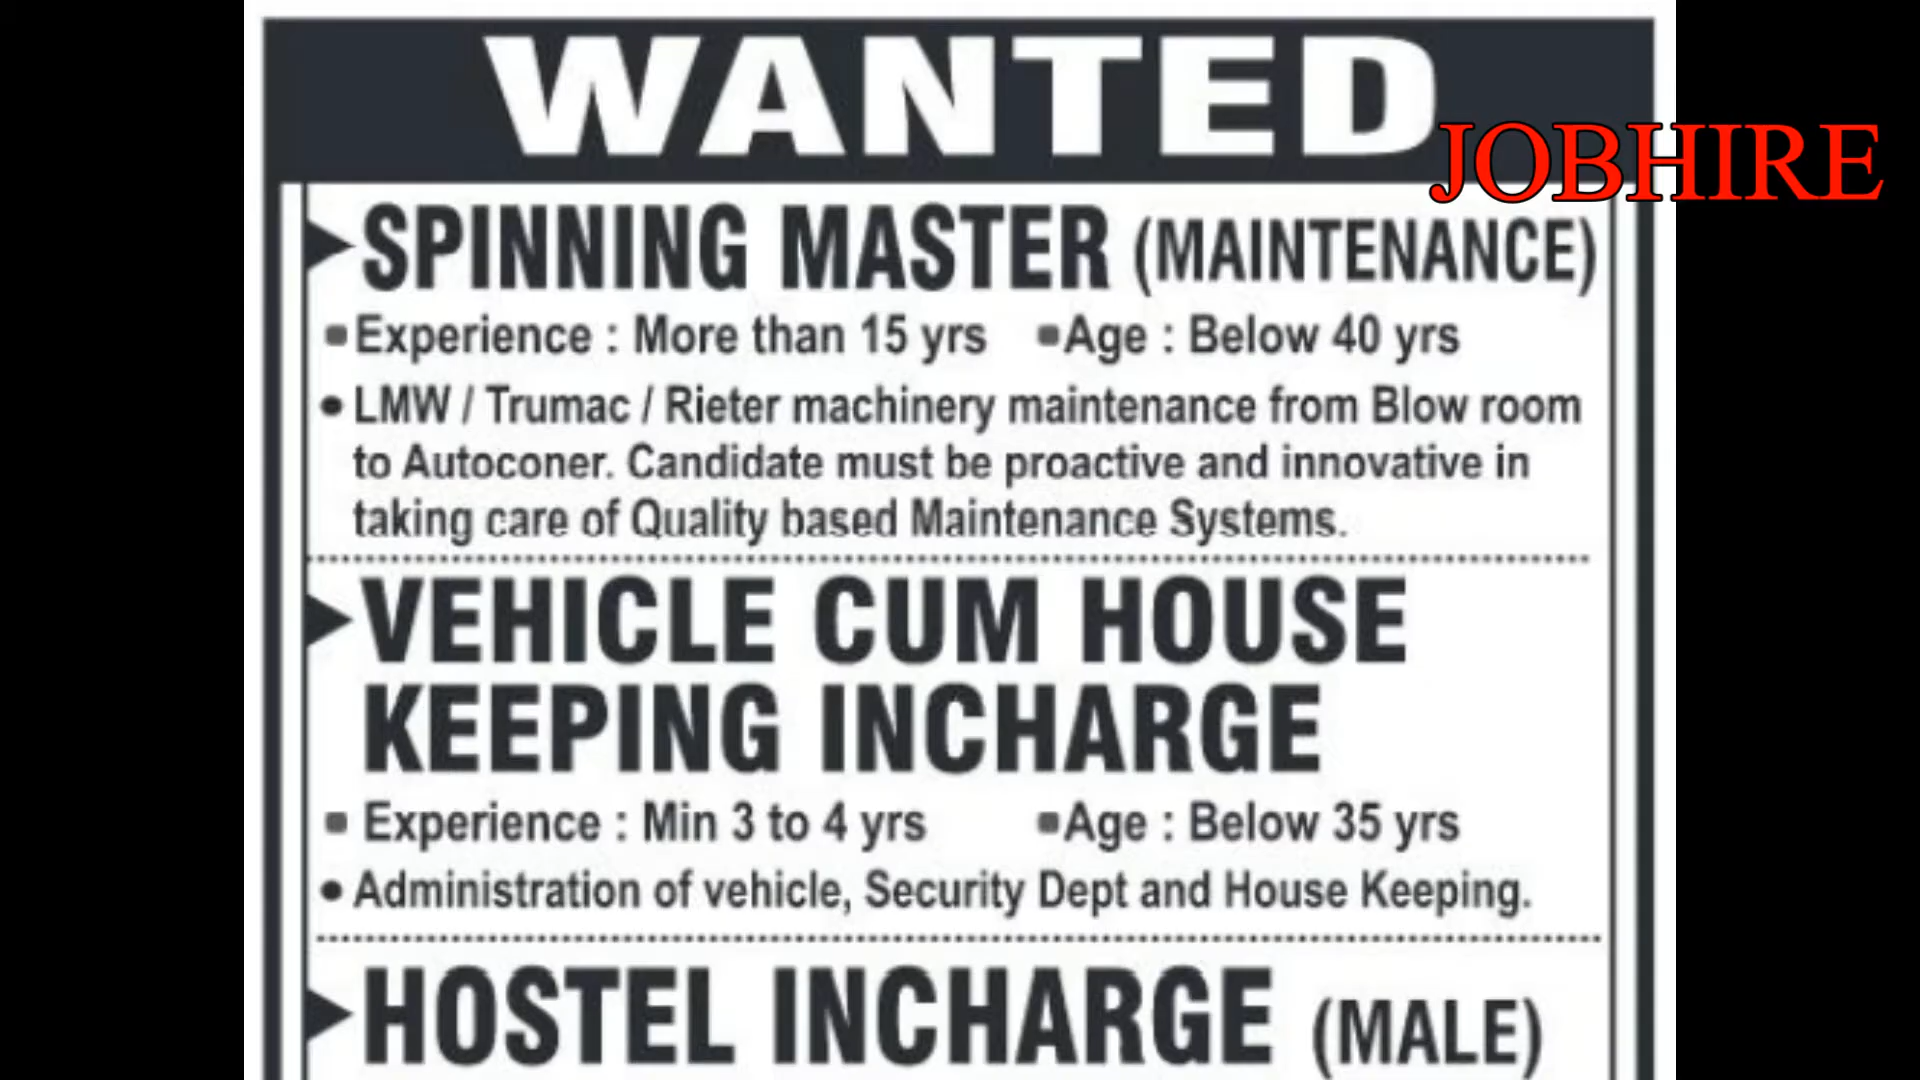 WANTED
JOBHIRE
SPINNING MASTER (MAINTENANCE)
▪Experience : More than 15 yrs ▪Age : Below 40 yrs
• LMW / Trumac / Rieter machinery maintenance from Blow room
to Autoconer. Candidate must be proactive and innovative in
taking care of Quality based Maintenance Systems.
VEHICLE CUM HOUSE
KEEPING INCHARGE
▪ Experience : Min 3 to 4 yrs ▪Age : Below 35 yrs
• Administration of vehicle, Security Dept and House Keeping.
HOSTEL INCHARGE (MALE)